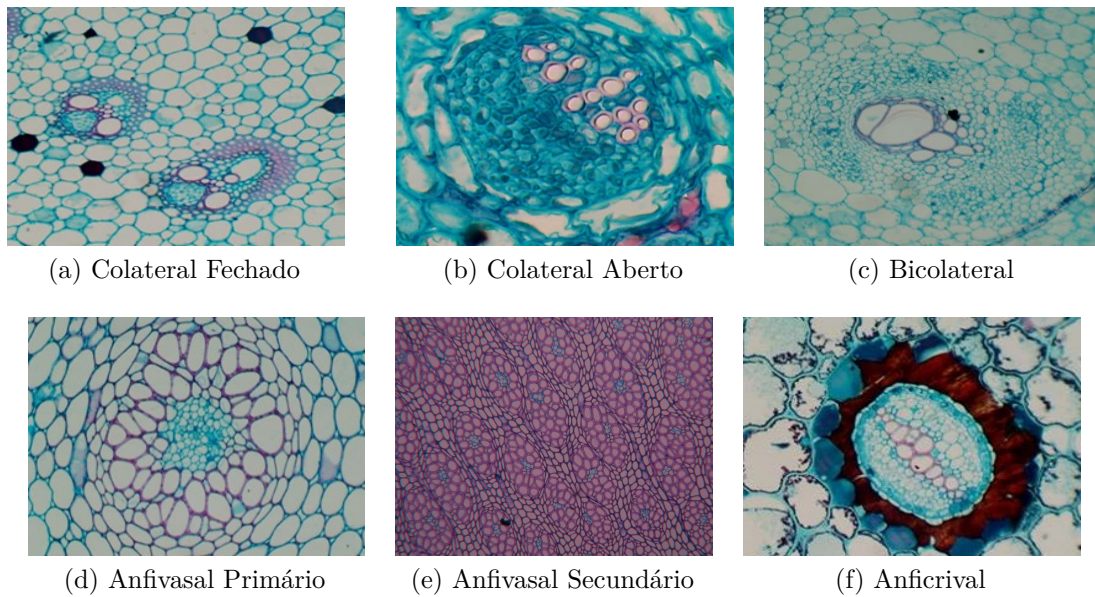 (a) Colateral Fechado
(b) Colateral Aberto
(c) Bicolateral
(d) Anfivasal Primário
(e) Anfivasal Secundário
(f) Anficrival